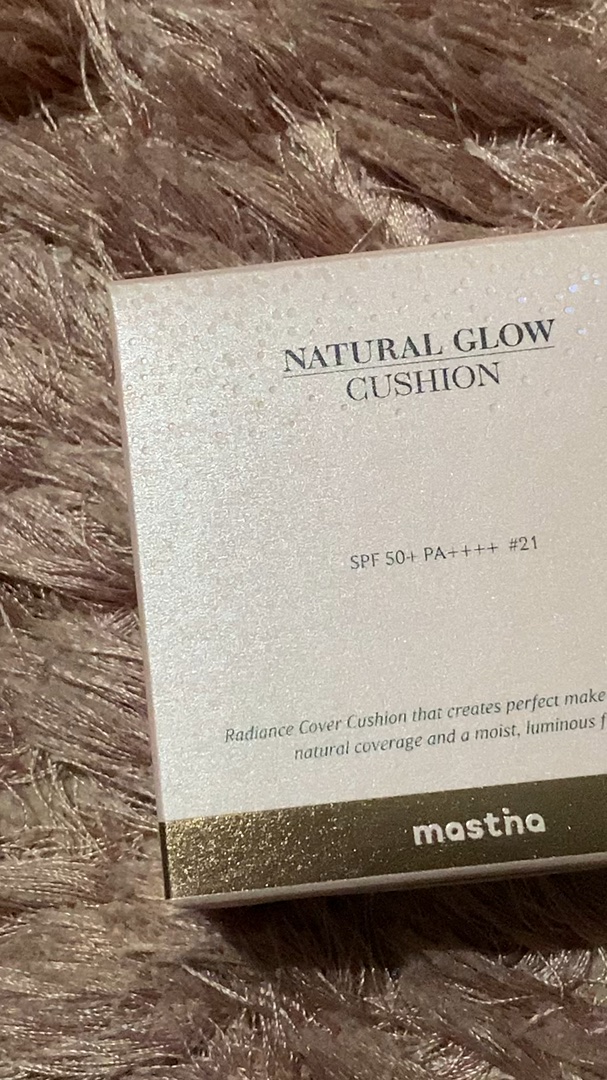 NATURAL GLOW
CUSHION
SPF 50+ PA++++ #21
Radiance Cover Cushion that creates perfect make
natural coverage and a moist, luminous f
mastina